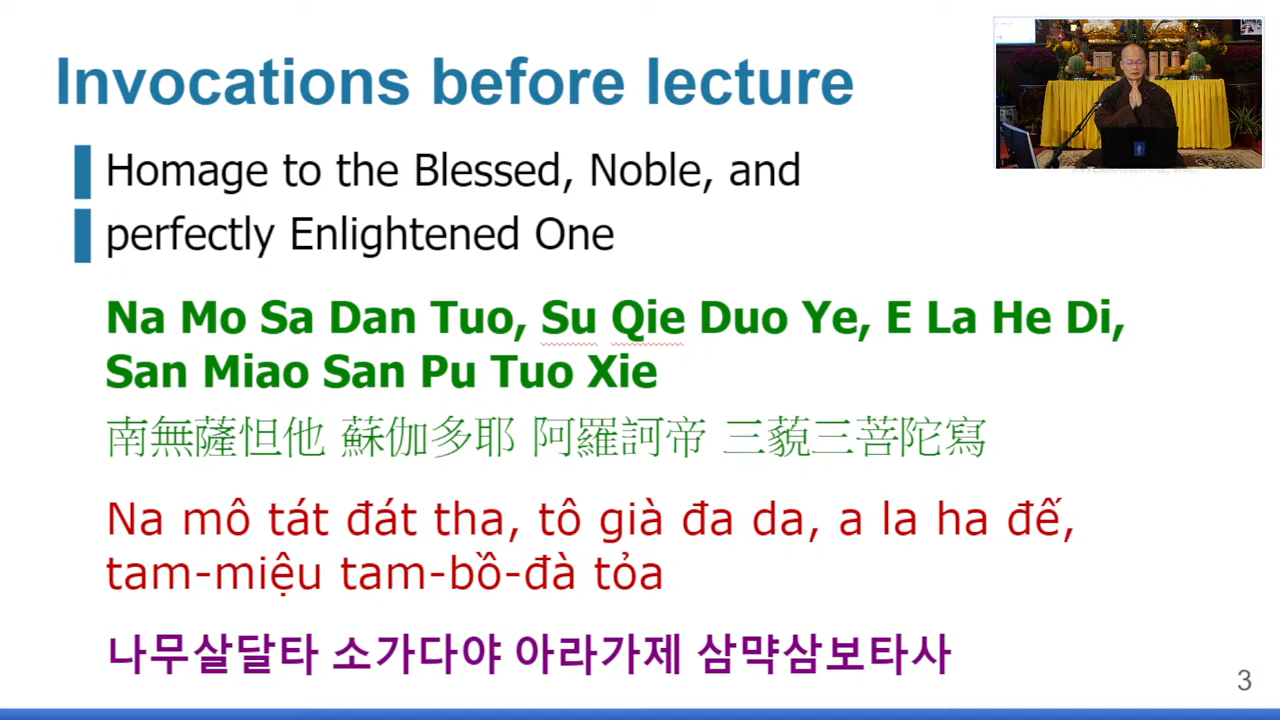 Invocations before lecture
Homage to the Blessed, Noble, and
perfectly Enlightened One
Na Mo Sa Dan Tuo, Su Qie Duo Ye, E La He Di,
San Miao San Pu Tuo Xie
南無薩怛他 蘇伽多耶 阿羅訶帝 三藐三菩陀寫
Na mô tát đát tha, tô già đa da, a la ha đế,
tam-miệu tam-bồ-đà tỏa
나무살달타 소가다야 아라가제 삼먁삼보타사
3